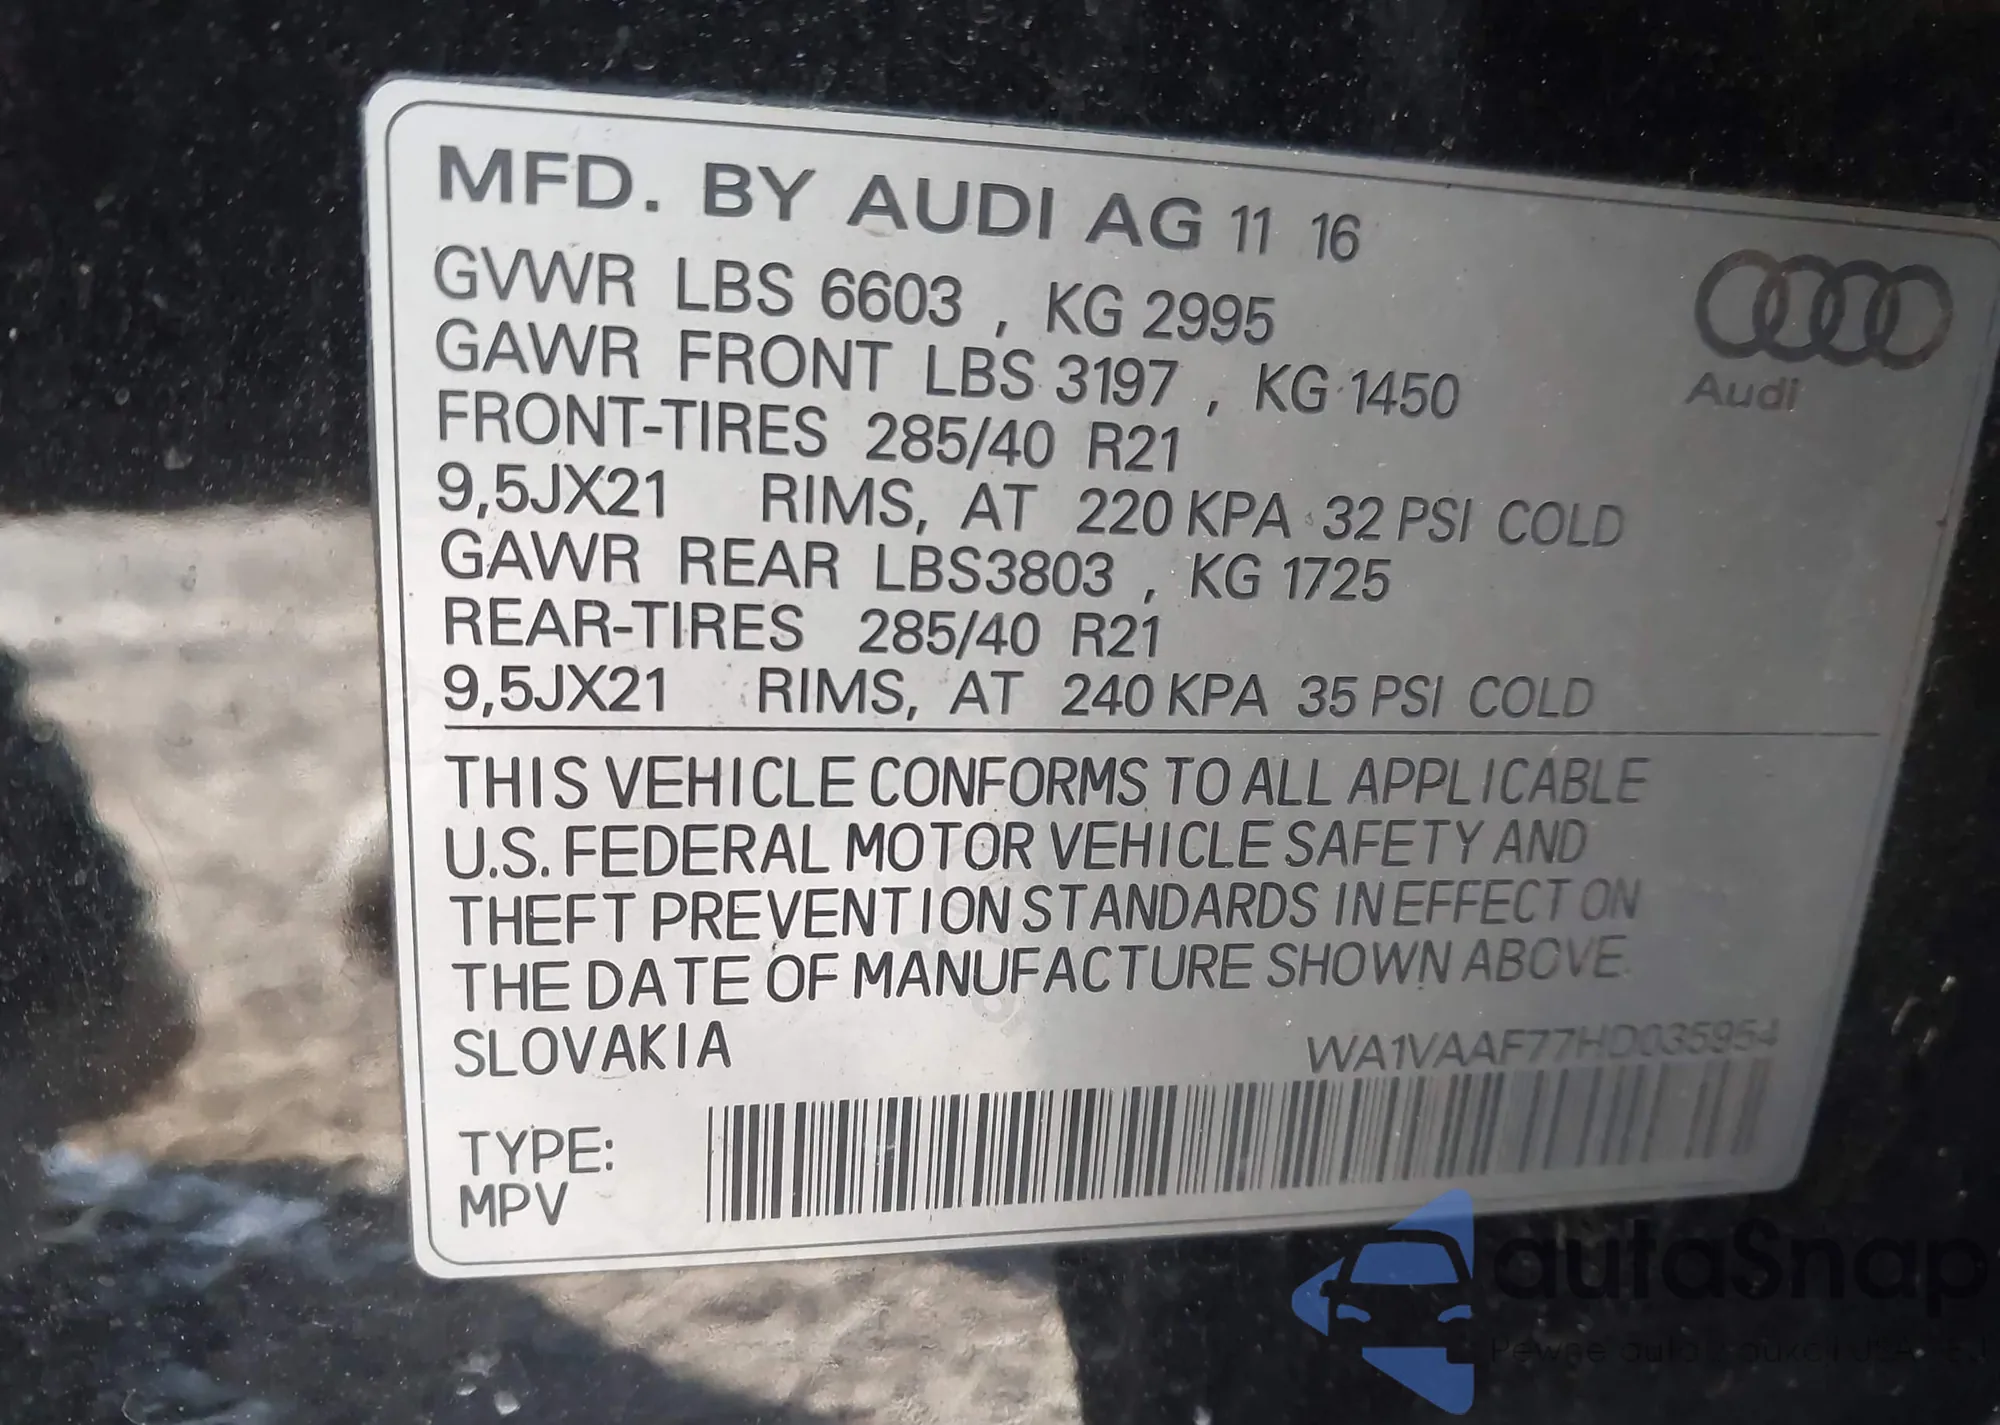 MFD. BY AUDI AG 11 16
GVWR LBS 6603 , KG 2995
GAWR FRONT LBS 3197 , KG 1450
FRONT-TIRES 285/40 R21
9,5JX21 RIMS, AT 220 KPA 32 PSI COLD
GAWR REAR LBS3803 , KG 1725
REAR-TIRES 285/40 R21
9,5JX21 RIMS, AT 240 KPA 35 PSI COLD
Audi
THIS VEHICLE CONFORMS TO ALL APPLICABLE
U.S. FEDERAL MOTOR VEHICLE SAFETY AND
THEFT PREVENTION STANDARDS IN EFFECT ON
THE DATE OF MANUFACTURE SHOWN ABOVE.
SLOVAKIA WA1VAAF77HD035954
TYPE:
MPV
autaSnap
Pewne auto z aukcji